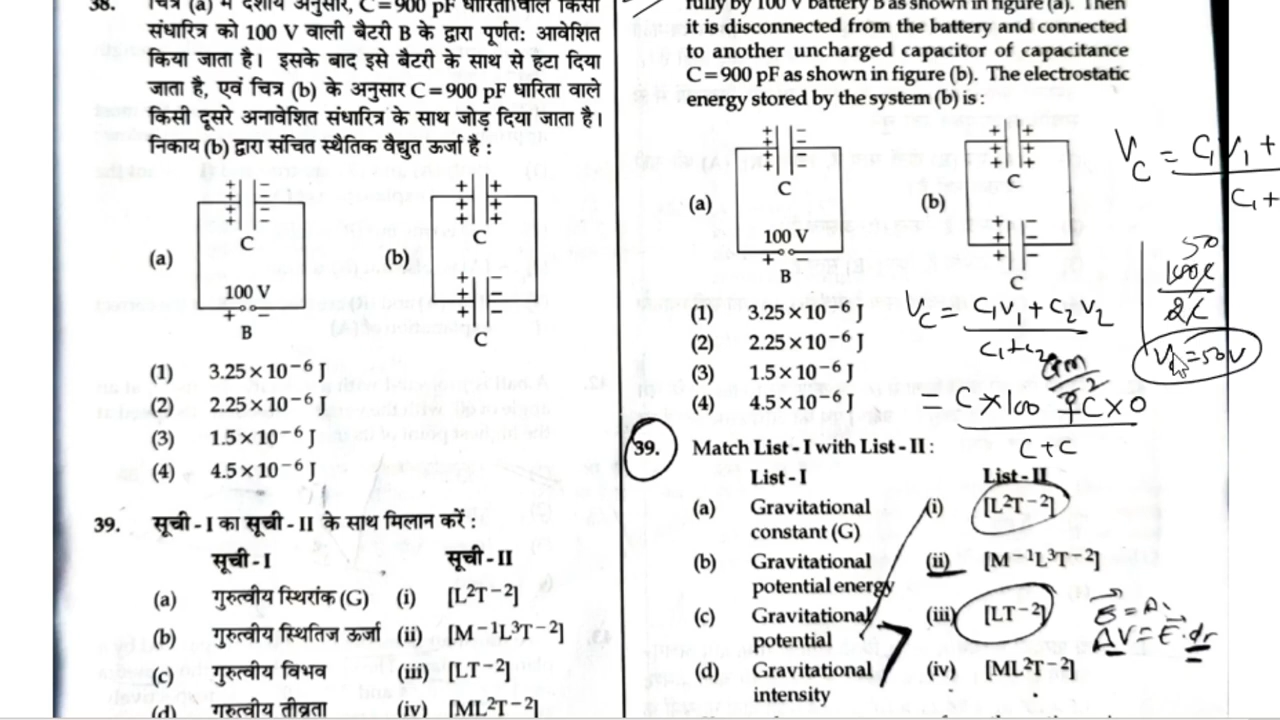 38. चित्र (a) में दर्शाये अनुसार, C=900 pF धारिता वाले किसी
संधारित्र को 100 V वाली बैटरी B के द्वारा पूर्णत: आवेशित
किया जाता है। इसके बाद इसे बैटरी के साथ से हटा दिया
जाता है, एवं चित्र (b) के अनुसार C=900 pF धारिता वाले
किसी दूसरे अनावेशित संधारित्र के साथ जोड़ दिया जाता है।
निकाय (b) द्वारा संचित स्थैतिक वैद्युत ऊर्जा है :
(a) C 100 V B
(b) C C
(1) 3.25×10⁻⁶ J
(2) 2.25×10⁻⁶ J
(3) 1.5×10⁻⁶ J
(4) 4.5×10⁻⁶ J
39. सूची - I का सूची - II के साथ मिलान करें :
सूची - I सूची - II
(a) गुरुत्वीय स्थिरांक (G) (i) [L²T⁻²]
(b) गुरुत्वीय स्थितिज ऊर्जा (ii) [M⁻¹L³T⁻²]
(c) गुरुत्वीय विभव (iii) [LT⁻²]
(d) गुरुत्वीय तीव्रता (iv) [ML²T⁻²]
fully by 100 V battery B as shown in figure (a). Then
it is disconnected from the battery and connected
to another uncharged capacitor of capacitance
C=900 pF as shown in figure (b). The electrostatic
energy stored by the system (b) is :
(a) C 100 V B
(b) C C
(1) 3.25×10⁻⁶ J
(2) 2.25×10⁻⁶ J
(3) 1.5×10⁻⁶ J
(4) 4.5×10⁻⁶ J
39. Match List - I with List - II :
List - I List - II
(a) Gravitational (i) [L²T⁻²]
constant (G)
(b) Gravitational (ii) [M⁻¹L³T⁻²]
potential energy
(c) Gravitational (iii) [LT⁻²]
potential
(d) Gravitational (iv) [ML²T⁻²]
intensity
V_C = C₁V₁ +
C₁ +
V_C = C₁V₁ + C₂V₂
C₁ + C₂
= C×100 + C×0
C+C
50
100C
2C
=50V
ΔV = E⃗·dr⃗